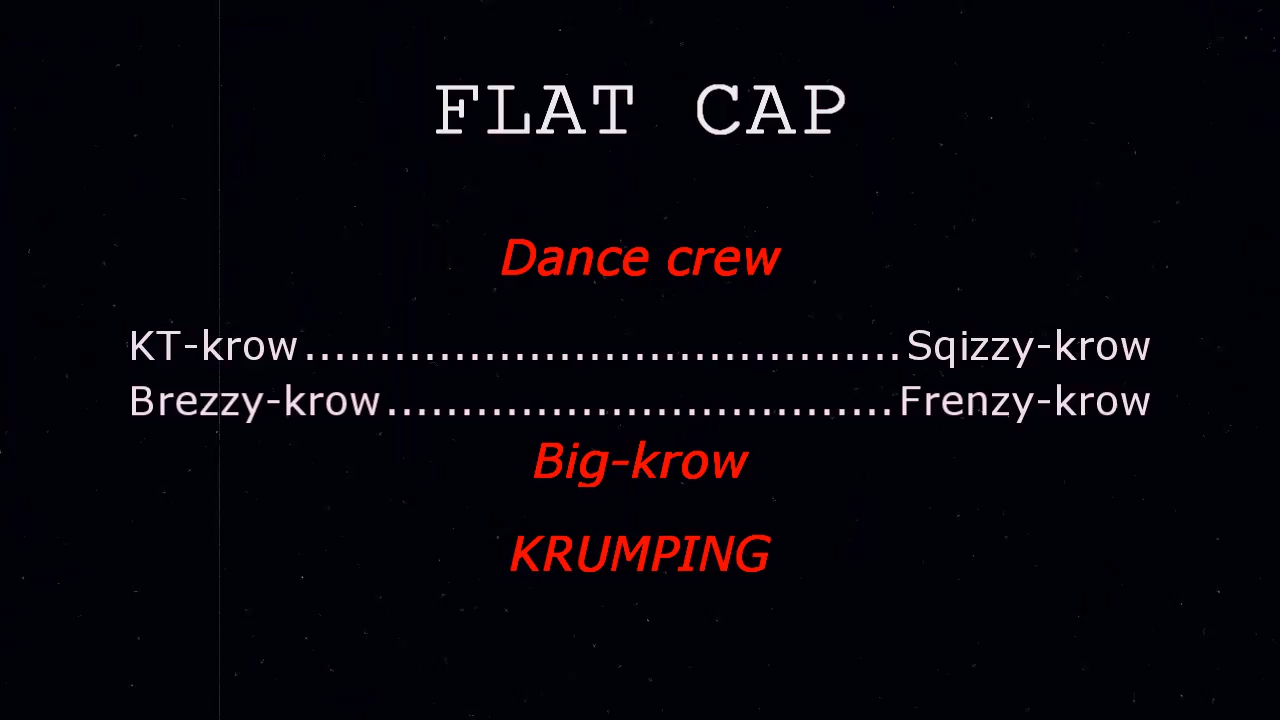 FLAT CAP
Dance crew
KT-krow........................................Sqizzy-krow
Brezzy-krow..................................Frenzy-krow
Big-krow
KRUMPING